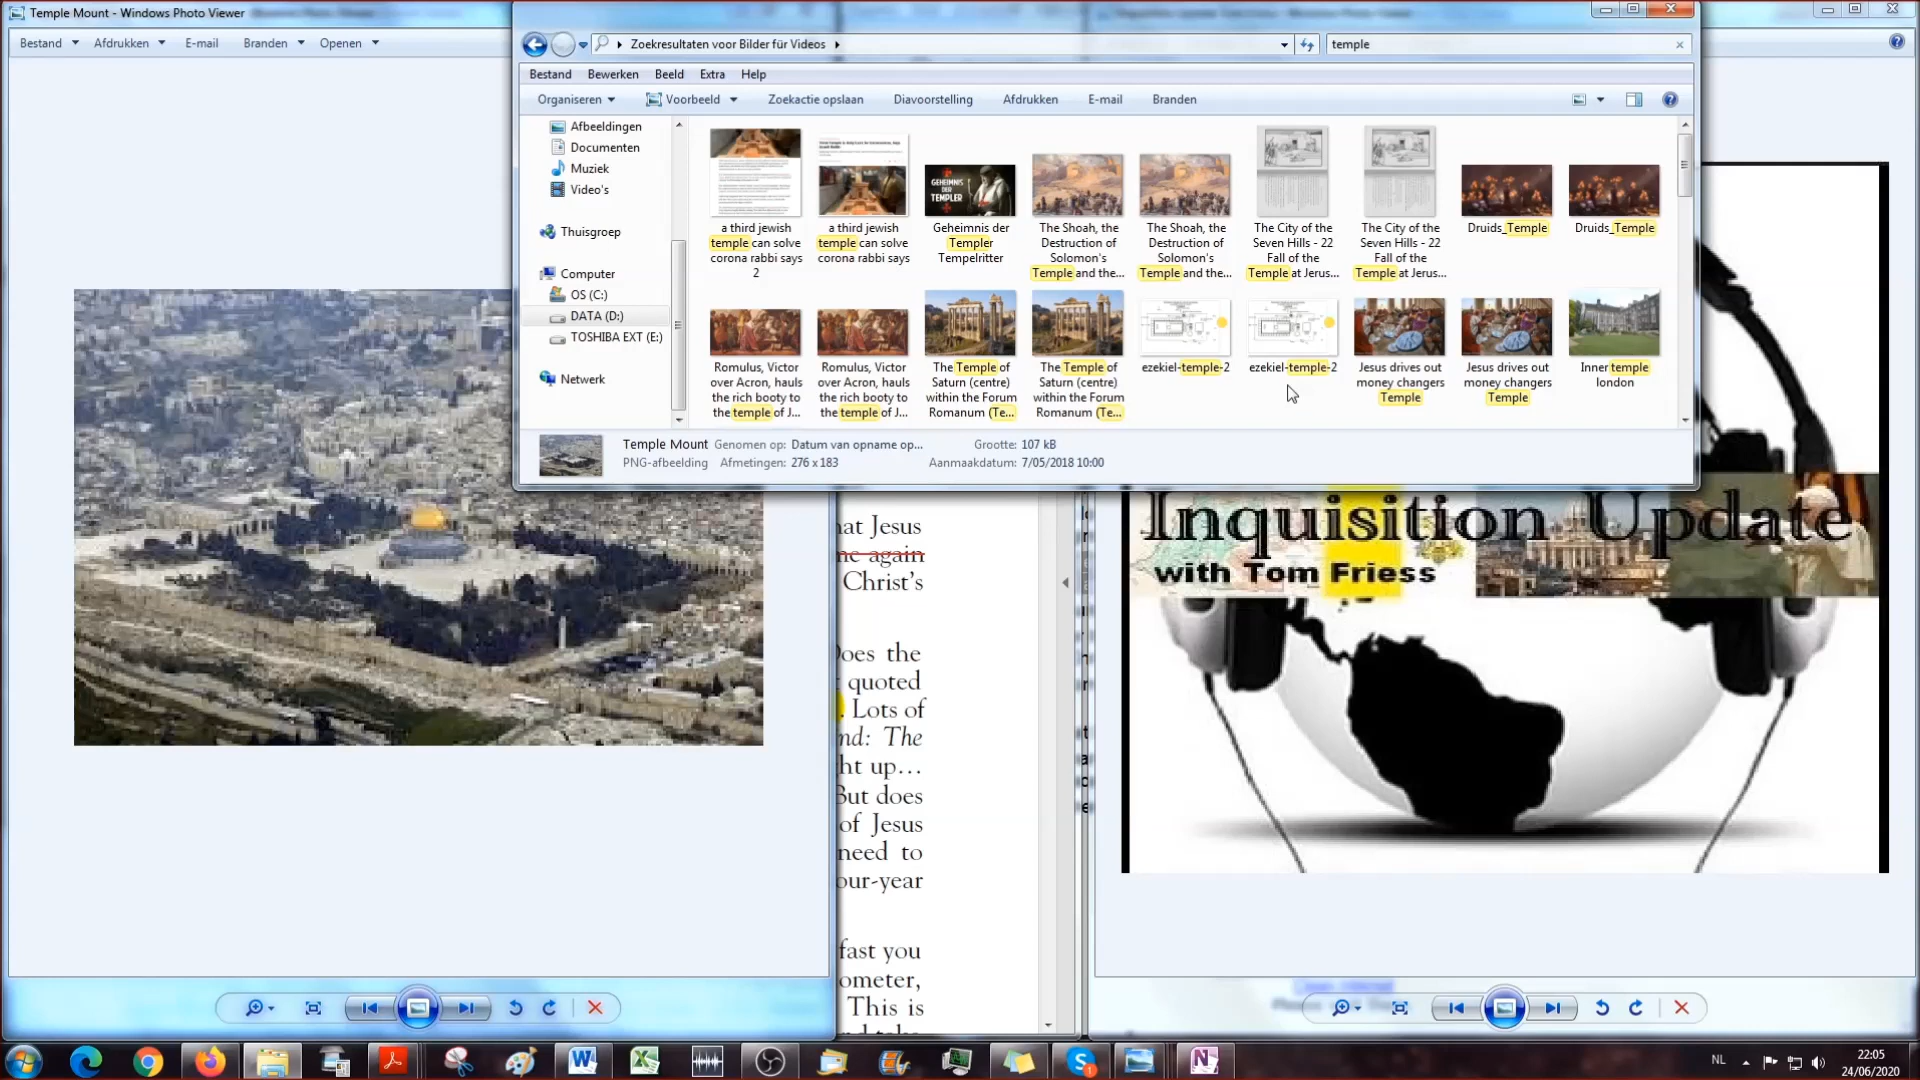 Temple Mount - Windows Photo Viewer
Bestand
Afdrukken
E-mail
Branden
Openen
Zoekresultaten voor Bilder für Videos
temple
Bestand
Bewerken
Beeld
Extra
Help
Organiseren
Voorbeeld
Zoekactie opslaan
Diavoorstelling
Afdrukken
E-mail
Branden
Afbeeldingen
Documenten
Muziek
Video's
Thuisgroep
Computer
OS (C:)
DATA (D:)
TOSHIBA EXT (E:)
Netwerk
GEHEIMNIS
DER
TEMPLER
a third jewish
temple can solve
corona rabbi says
2
a third jewish
temple can solve
corona rabbi says
Geheimnis der
Templer
Tempelritter
The Shoah, the
Destruction of
Solomon's
Temple and the...
The Shoah, the
Destruction of
Solomon's
Temple and the...
The City of the
Seven Hills - 22
Fall of the
Temple at Jerus...
The City of the
Seven Hills - 22
Fall of the
Temple at Jerus...
Druids_Temple
Druids_Temple
Romulus, Victor
over Acron, hauls
the rich booty to
the temple of J...
Romulus, Victor
over Acron, hauls
the rich booty to
the temple of J...
The Temple of
Saturn (centre)
within the Forum
Romanum (Te...
The Temple of
Saturn (centre)
within the Forum
Romanum (Te...
ezekiel-temple-2
ezekiel-temple-2
Jesus drives out
money changers
Temple
Jesus drives out
money changers
Temple
Inner temple
london
Temple Mount
Genomen op: Datum van opname op...
Grootte: 107 kB
PNG-afbeelding
Afmetingen: 276 x 183
Aanmaakdatum: 7/05/2018 10:00
hat Jesus
me again
Christ's
Does the
quoted
. Lots of
nd: The
ht up...
But does
of Jesus
need to
our-year
fast you
ometer,
This is
Inquisition Update
with Tom Friess
NL
22:05
24/06/2020